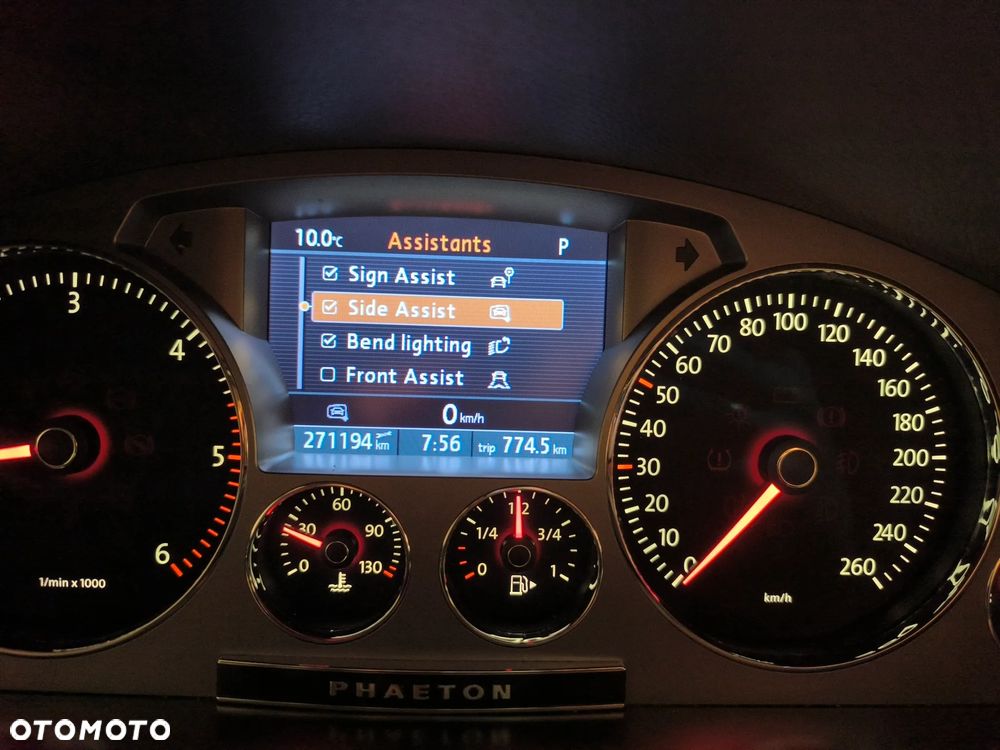 10.0°C Assistants P
Sign Assist
Side Assist
Bend lighting
Front Assist
0 km/h
271194 km 7:56 trip 774.5 km
3
4
5
6
1/min x 1000
0 30 60 90 130
0 1/4 1/2 3/4 1
0 10 20 30 40 50 60 70 80 100 120 140 160 180 200 220 240 260
km/h
PHAETON
OTOMOTO